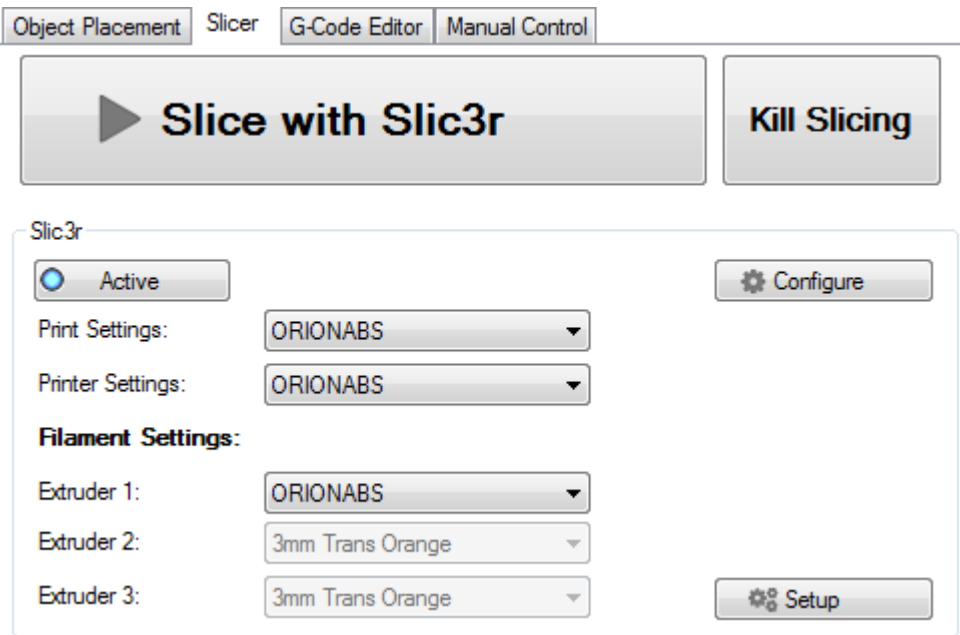 Object Placement Slicer G-Code Editor Manual Control
Slice with Slic3r Kill Slicing
Slic3r
Active Configure
Print Settings: ORIONABS
Printer Settings: ORIONABS
Filament Settings:
Extruder 1: ORIONABS
Extruder 2: 3mm Trans Orange
Extruder 3: 3mm Trans Orange Setup